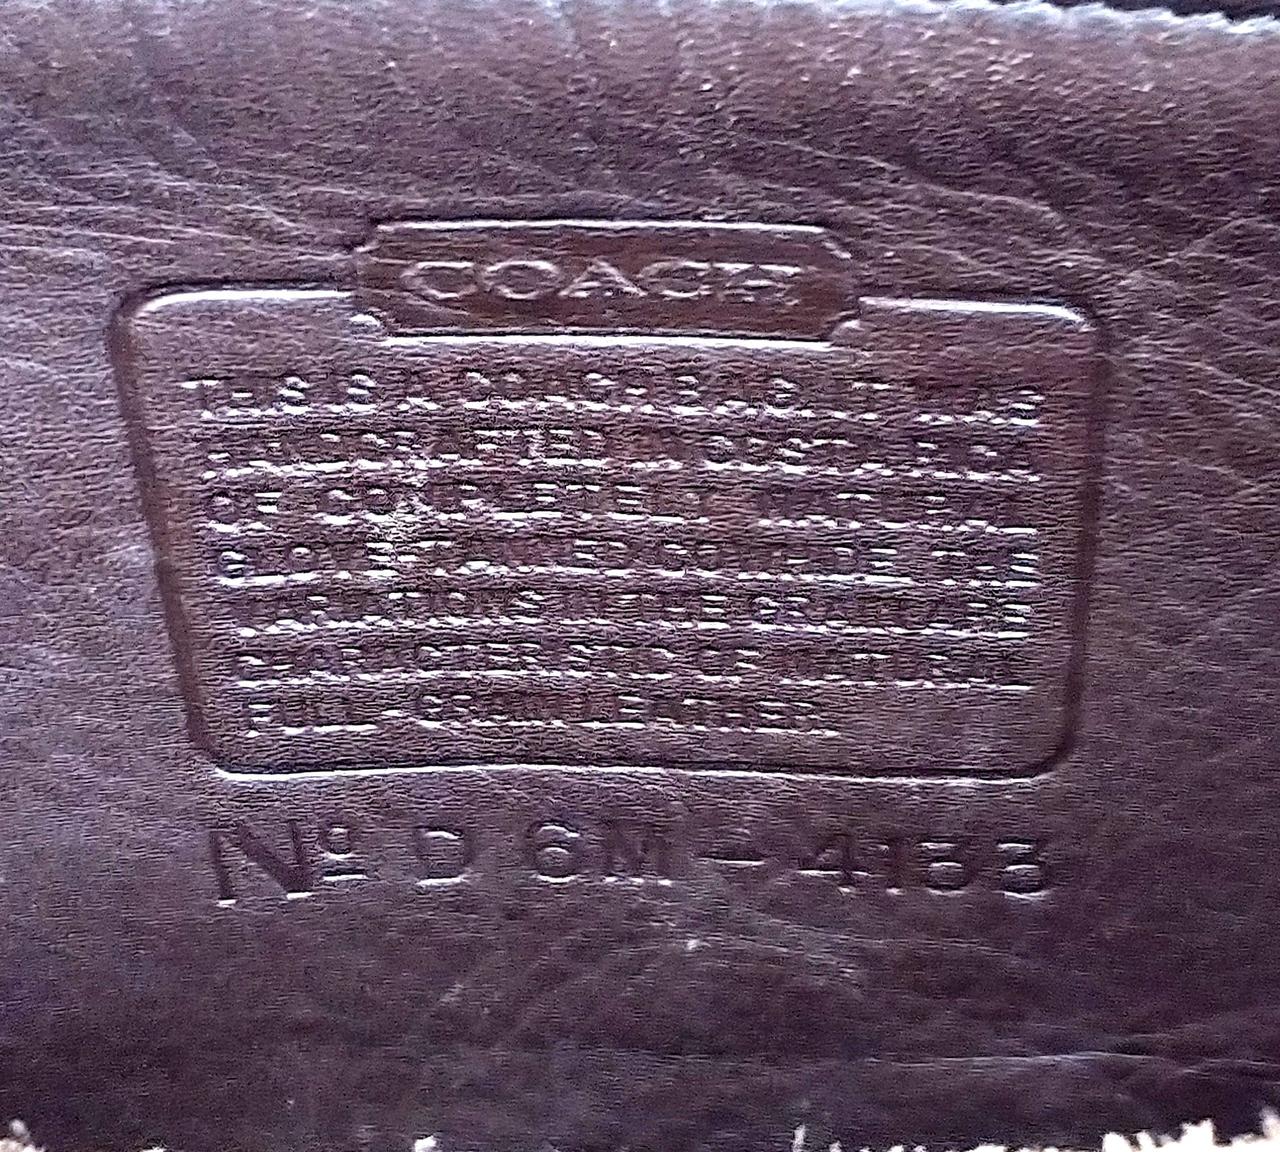 COACH
THIS IS A COACH BAG. IT WAS
HANDCRAFTED IN
OF COMPLETELY NATURAL
GLOVE TANNED COWHIDE. THE
VARIATIONS IN THE GRAIN ARE
CHARACTERISTIC OF NATURAL
FULL-GRAIN LEATHER.
Nº D6M-4153